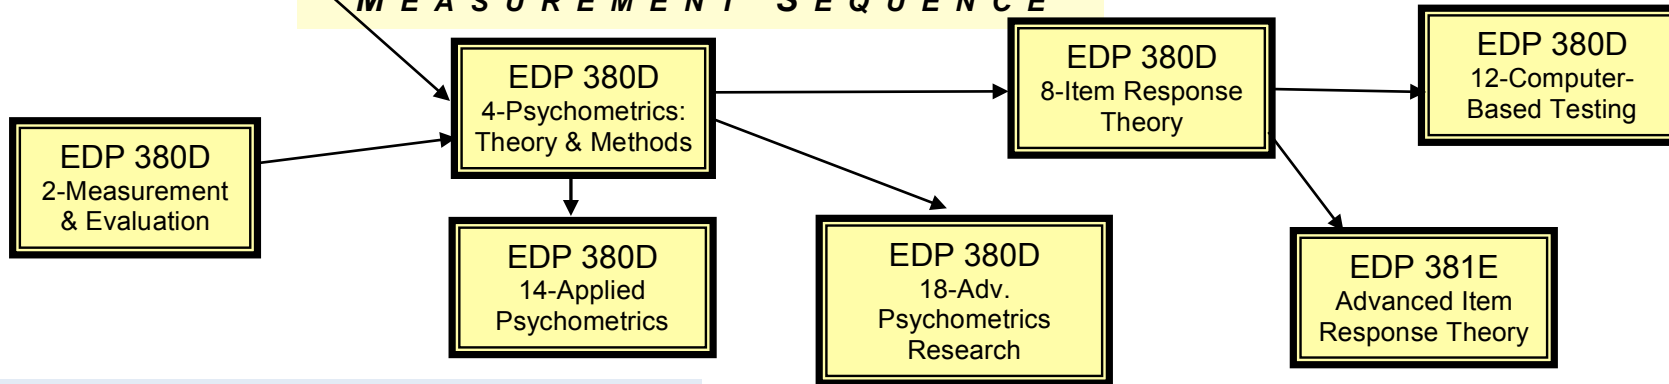 MEASUREMENT SEQUENCE
EDP 380D
2-Measurement
& Evaluation
EDP 380D
4-Psychometrics:
Theory & Methods
EDP 380D
14-Applied
Psychometrics
EDP 380D
18-Adv.
Psychometrics
Research
EDP 380D
8-Item Response
Theory
EDP 380D
12-Computer-
Based Testing
EDP 381E
Advanced Item
Response Theory